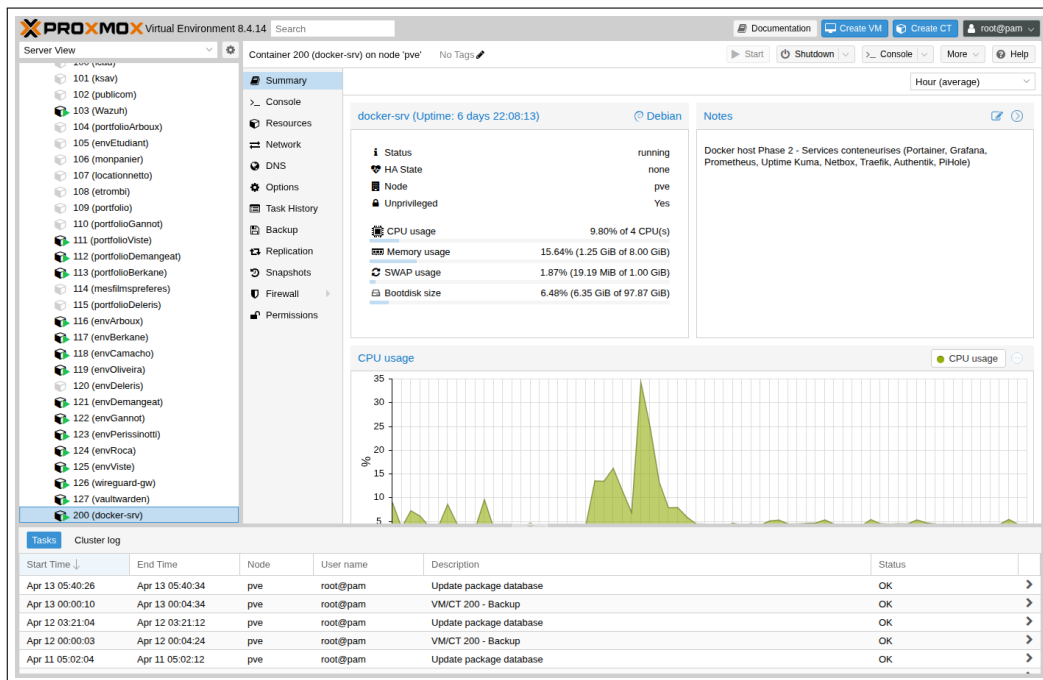 PROXMOX Virtual Environment 8.4.14 Search
Documentation Create VM Create CT root@pam
Server View
Container 200 (docker-srv) on node 'pve' No Tags
Start Shutdown Console More Help
101 (ksav)
102 (publicom)
103 (Wazuh)
104 (portfolioArboux)
105 (envEtudiant)
106 (monpanier)
107 (locationnetto)
108 (etrombi)
109 (portfolio)
110 (portfolioGannot)
111 (portfolioViste)
112 (portfolioDemangeat)
113 (portfolioBerkane)
114 (mesfilmspreferes)
115 (portfolioDeleris)
116 (envArboux)
117 (envBerkane)
118 (envCamacho)
119 (envOliveira)
120 (envDeleris)
121 (envDemangeat)
122 (envGannot)
123 (envPerissinotti)
124 (envRoca)
125 (envViste)
126 (wireguard-gw)
127 (vaultwarden)
200 (docker-srv)
Summary
Console
Resources
Network
DNS
Options
Task History
Backup
Replication
Snapshots
Firewall
Permissions
Hour (average)
docker-srv (Uptime: 6 days 22:08:13) Debian
Status running
HA State none
Node pve
Unprivileged Yes
CPU usage 9.80% of 4 CPU(s)
Memory usage 15.64% (1.25 GiB of 8.00 GiB)
SWAP usage 1.87% (19.19 MiB of 1.00 GiB)
Bootdisk size 6.48% (6.35 GiB of 97.87 GiB)
Notes
Docker host Phase 2 - Services conteneurises (Portainer, Grafana,
Prometheus, Uptime Kuma, Netbox, Traefik, Authentik, PiHole)
CPU usage
CPU usage
35
30
25
20
15
10
5
%
Tasks Cluster log
Start Time End Time Node User name Description Status
Apr 13 05:40:26 Apr 13 05:40:34 pve root@pam Update package database OK
Apr 13 00:00:10 Apr 13 00:04:34 pve root@pam VM/CT 200 - Backup OK
Apr 12 03:21:04 Apr 12 03:21:12 pve root@pam Update package database OK
Apr 12 00:00:03 Apr 12 00:04:24 pve root@pam VM/CT 200 - Backup OK
Apr 11 05:02:04 Apr 11 05:02:12 pve root@pam Update package database OK